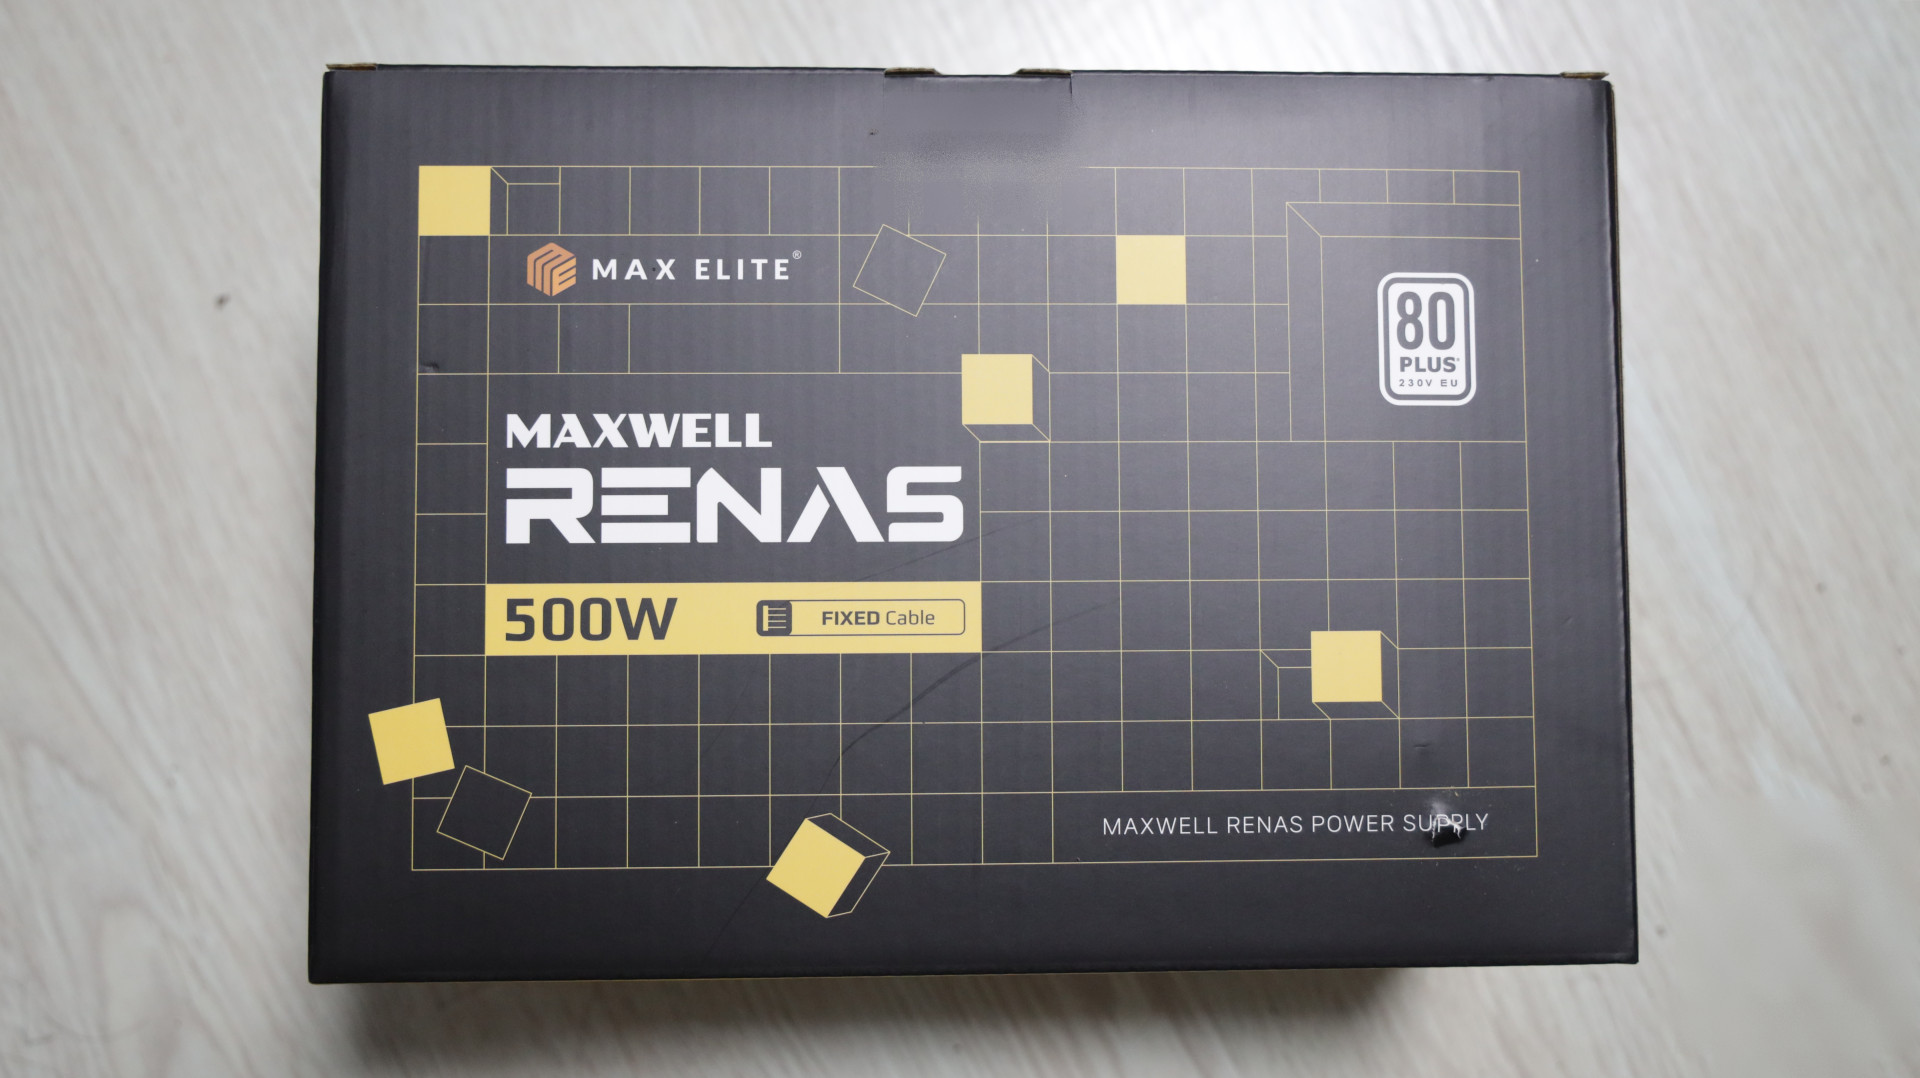 MAX ELITE®
80
PLUS®
230V EU
MAXWELL
RENAS
500W
FIXED Cable
MAXWELL RENAS POWER SUPPLY